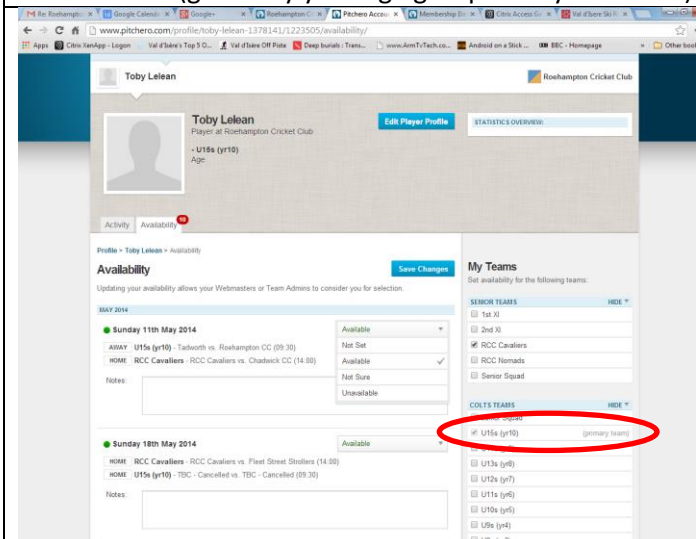 Re: Roehampto
Google Calenda
Google+
Roehampton C
Pitchero Accou
Membership Da
Citrix Access Ga
Val d'Isere Ski R
www.pitchero.com/profile/toby-lelean-1378141/1223505/availability/
Apps
Citrix XenApp - Logon
Val d'Isère's Top 5 O...
Val d'Isère Off Piste
Deep burials : Trans...
www.ArmTvTech.co...
Android on a Stick ...
BBC - Homepage
»
Other boo
Toby Lelean
Roehampton Cricket Club
Toby Lelean
Edit Player Profile
STATISTICS OVERVIEW:
Player at Roehampton Cricket Club
- U15s (yr10)
Age
Activity
Availability
10
Profile > Toby Lelean > Availability
Availability
Save Changes
Updating your availability allows your Webmasters or Team Admins to consider you for selection.
MAY 2014
Sunday 11th May 2014
Available
AWAY U15s (yr10) - Tadworth vs. Roehampton CC (09:30)
Not Set
HOME RCC Cavaliers - RCC Cavaliers vs. Chadwick CC (14:00)
Available
Not Sure
Unavailable
Notes:
Sunday 18th May 2014
Available
HOME RCC Cavaliers - RCC Cavaliers vs. Fleet Street Strollers (14:00)
HOME U15s (yr10) - TBC - Cancelled vs. TBC - Cancelled (09:30)
Notes:
My Teams
Set availability for the following teams:
SENIOR TEAMS HIDE
1st XI
2nd XI
RCC Cavaliers
RCC Nomads
Senior Squad
COLTS TEAMS HIDE
Squad
U15s (yr10) (primary team)
U13s (yr8)
U12s (yr7)
U11s (yr6)
U10s (yr5)
U9s (yr4)